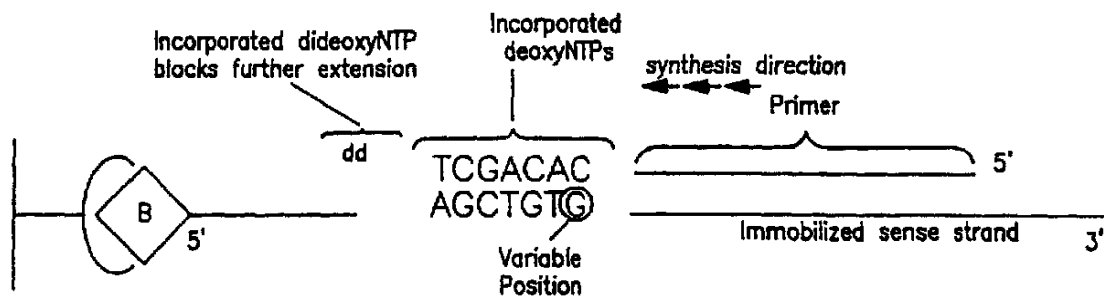 Incorporated dideoxyNTP
blocks further extension
Incorporated
deoxyNTPs
synthesis direction
Primer
dd
TCGACAC
5'
AGCTGTG
B
5'
Immobilized sense strand
3'
Variable
Position